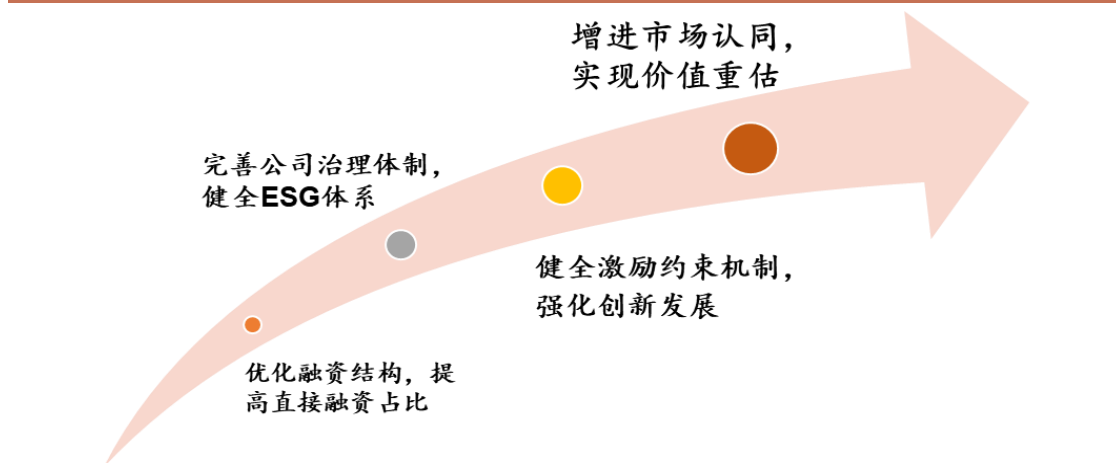 增进市场认同，
实现价值重估
完善公司治理体制，
健全ESG体系
健全激励约束机制，
强化创新发展
优化融资结构，提
高直接融资占比